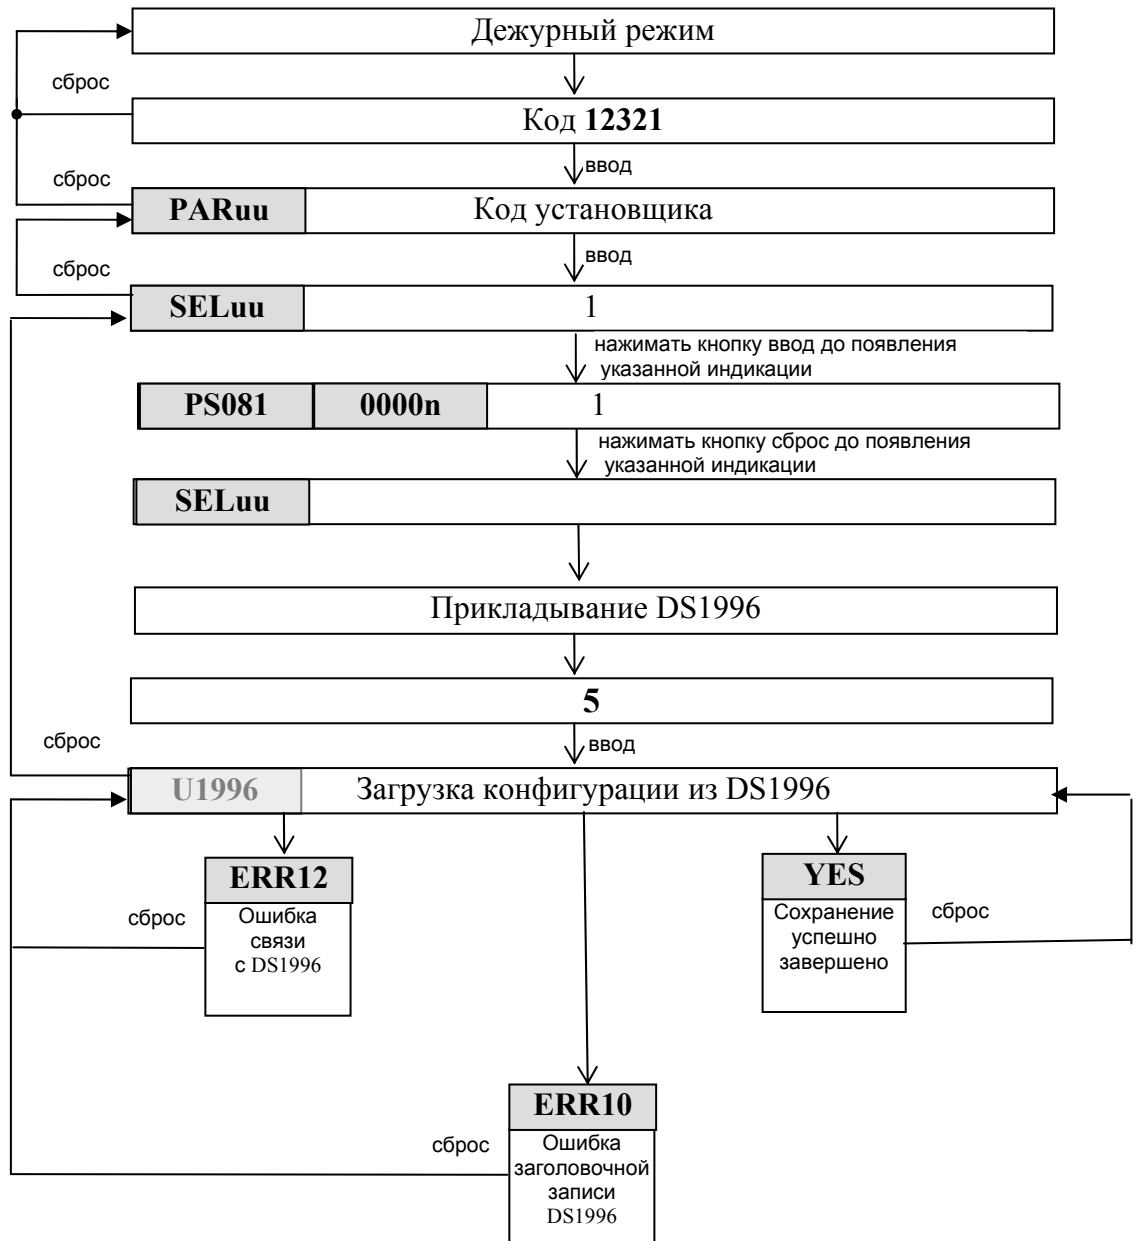 Дежурный режим
сброс
Код 12321
ввод
сброс
PARuu Код установщика
ввод
сброс
SELuu 1
нажимать кнопку ввод до появления
указанной индикации
PS081 0000n 1
нажимать кнопку сброс до появления
указанной индикации
SELuu
Прикладывание DS1996
5
ввод
сброс
U1996 Загрузка конфигурации из DS1996
ERR12
Ошибка
связи
с DS1996
сброс
YES
Сохранение
успешно
завершено
сброс
ERR10
Ошибка
заголовочной
записи
DS1996
сброс